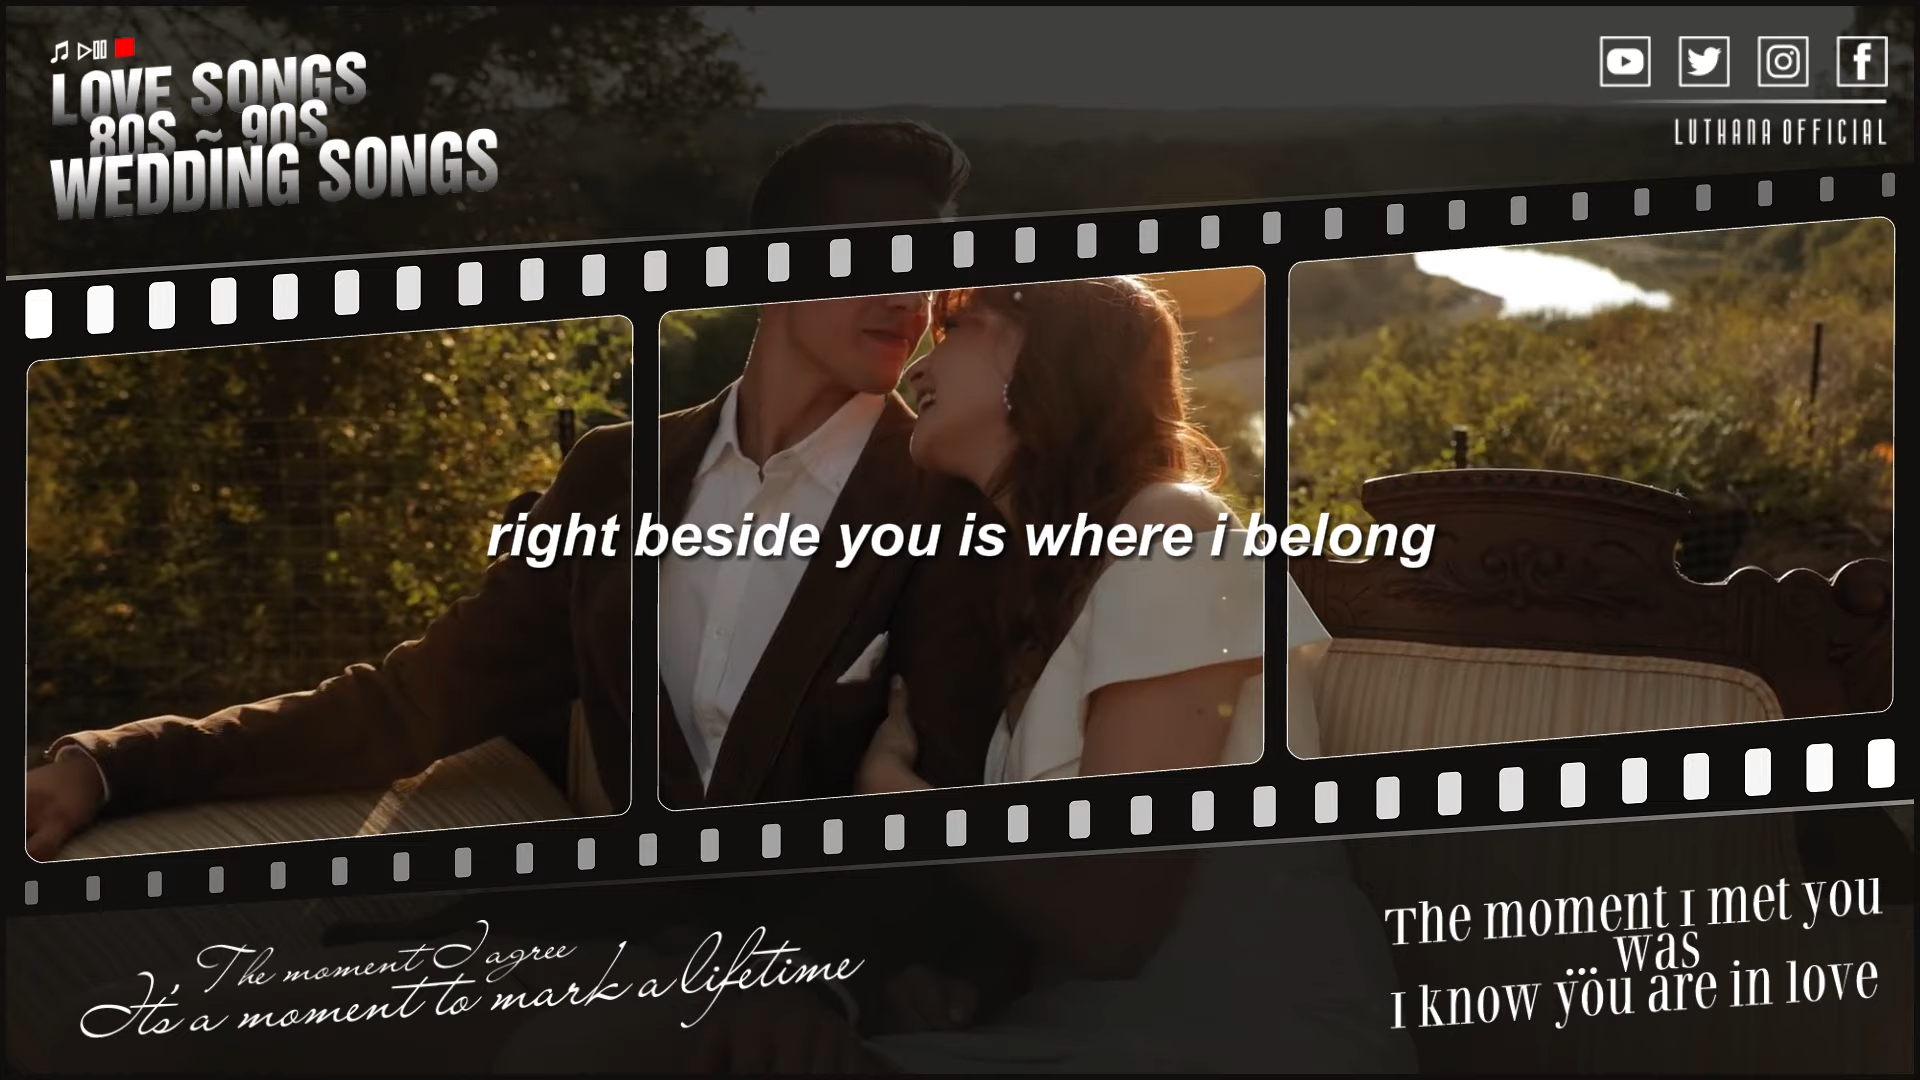 LOVE SONGS
80S ~ 90S
WEDDING SONGS
LUTHANA OFFICIAL
right beside you is where i belong
The moment I agree
It's a moment to mark a lifetime
The moment I met you
was
I know you are in love